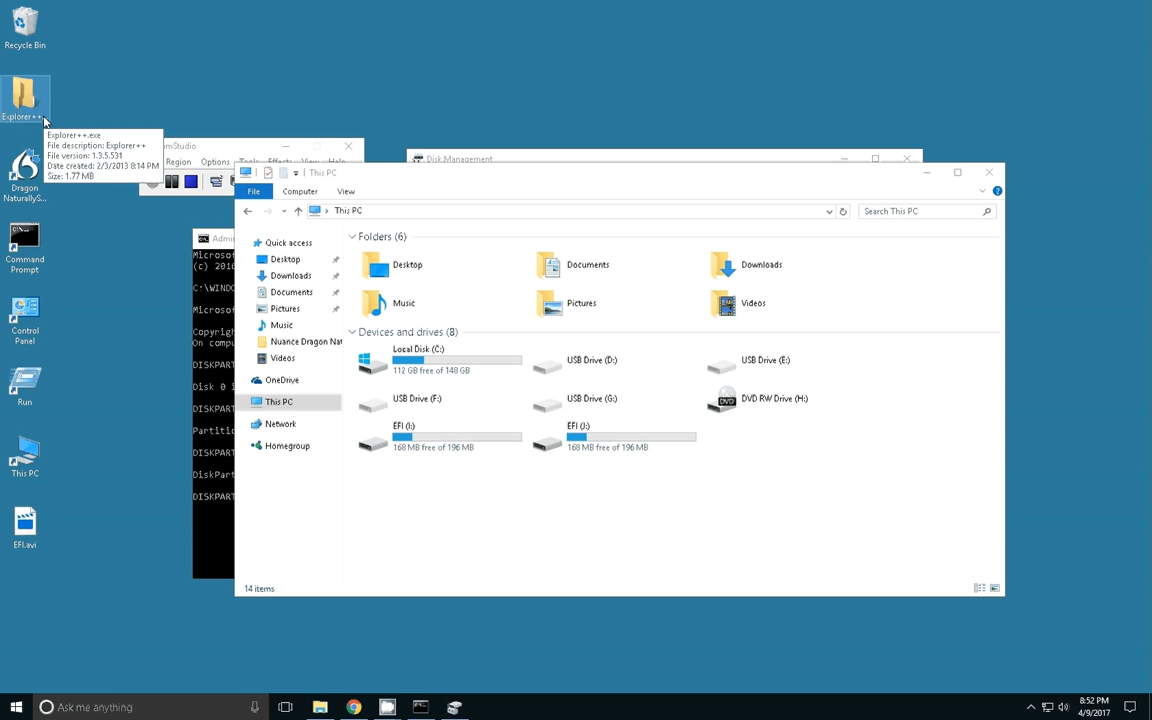 Recycle Bin
Explorer++
Explorer++.exe
File description: Explorer++
File version: 1.3.5.531
Date created: 2/3/2013 8:14 PM
Size: 1.77 MB
Dragon
NaturallyS...
Command
Prompt
Control
Panel
Run
This PC
EFI.avi
Region Options Tools Effects View Help
Disk Management
This PC
File Computer View
This PC
Search This PC
Quick access
Desktop
Downloads
Documents
Pictures
Music
Nuance Dragon Nat
Videos
OneDrive
This PC
Network
Homegroup
Folders (6)
Desktop
Documents
Downloads
Music
Pictures
Videos
Devices and drives (8)
Local Disk (C:)
112 GB free of 148 GB
USB Drive (D:)
USB Drive (E:)
USB Drive (F:)
USB Drive (G:)
DVD RW Drive (H:)
DVD
EFI (I:)
168 MB free of 196 MB
EFI (J:)
168 MB free of 196 MB
14 items
Admi
Microsof
(c) 2016
C:\WIND
Microsof
Copyrigh
On compu
DISKPART
Disk 0 i
DISKPART
Partitio
DISKPART
DiskPart
DISKPART
Ask me anything
8:52 PM
4/9/2017